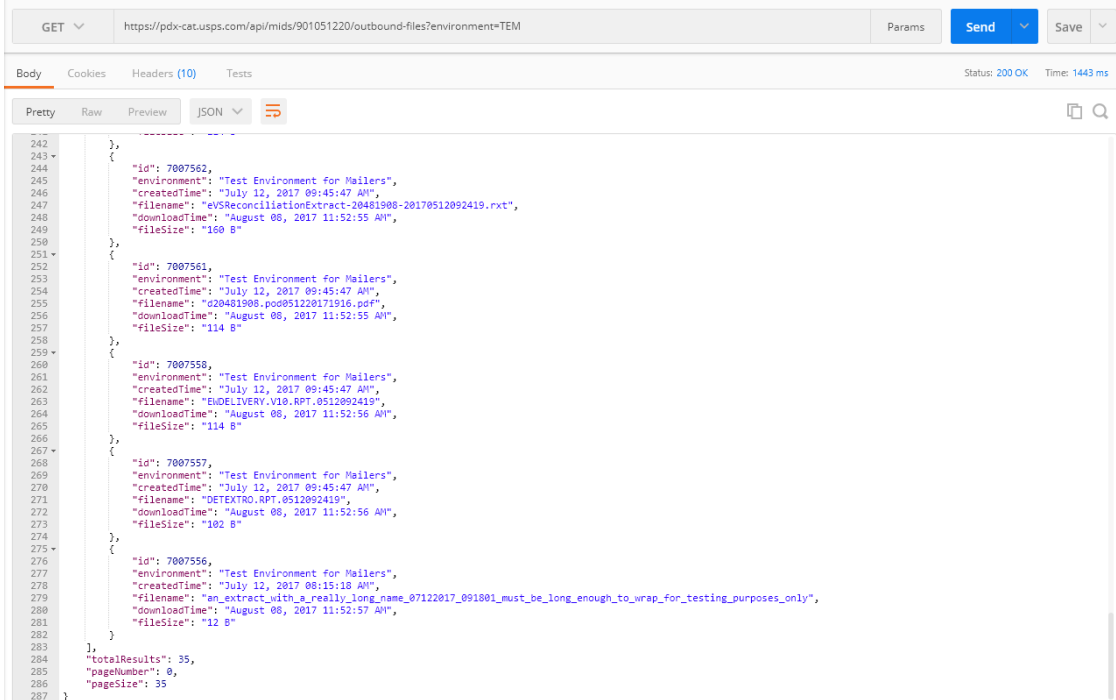 GET https://pdx-cat.usps.com/api/mids/901051220/outbound-files?environment=TEM Params Send Save
Body Cookies Headers (10) Tests Status: 200 OK Time: 1443 ms
Pretty Raw Preview JSON
242 },
243 {
244 "id": 7007562,
245 "environment": "Test Environment for Mailers",
246 "createdTime": "July 12, 2017 09:45:47 AM",
247 "filename": "eVSReconciliationExtract-20481908-20170512092419.rxt",
248 "downloadTime": "August 08, 2017 11:52:55 AM",
249 "fileSize": "160 B"
250 },
251 {
252 "id": 7007561,
253 "environment": "Test Environment for Mailers",
254 "createdTime": "July 12, 2017 09:45:47 AM",
255 "filename": "d20481908.pod051220171916.pdf",
256 "downloadTime": "August 08, 2017 11:52:55 AM",
257 "fileSize": "114 B"
258 },
259 {
260 "id": 7007558,
261 "environment": "Test Environment for Mailers",
262 "createdTime": "July 12, 2017 09:45:47 AM",
263 "filename": "EWDELIVERY.V10.RPT.0512092419",
264 "downloadTime": "August 08, 2017 11:52:56 AM",
265 "fileSize": "114 B"
266 },
267 {
268 "id": 7007557,
269 "environment": "Test Environment for Mailers",
270 "createdTime": "July 12, 2017 09:45:47 AM",
271 "filename": "DETEXTRO.RPT.0512092419",
272 "downloadTime": "August 08, 2017 11:52:56 AM",
273 "fileSize": "102 B"
274 },
275 {
276 "id": 7007556,
277 "environment": "Test Environment for Mailers",
278 "createdTime": "July 12, 2017 08:15:18 AM",
279 "filename": "an_extract_with_a_really_long_name_07122017_091801_must_be_long_enough_to_wrap_for_testing_purposes_only",
280 "downloadTime": "August 08, 2017 11:52:57 AM",
281 "fileSize": "12 B"
282 }
283 ],
284 "totalResults": 35,
285 "pageNumber": 0,
286 "pageSize": 35
287 }